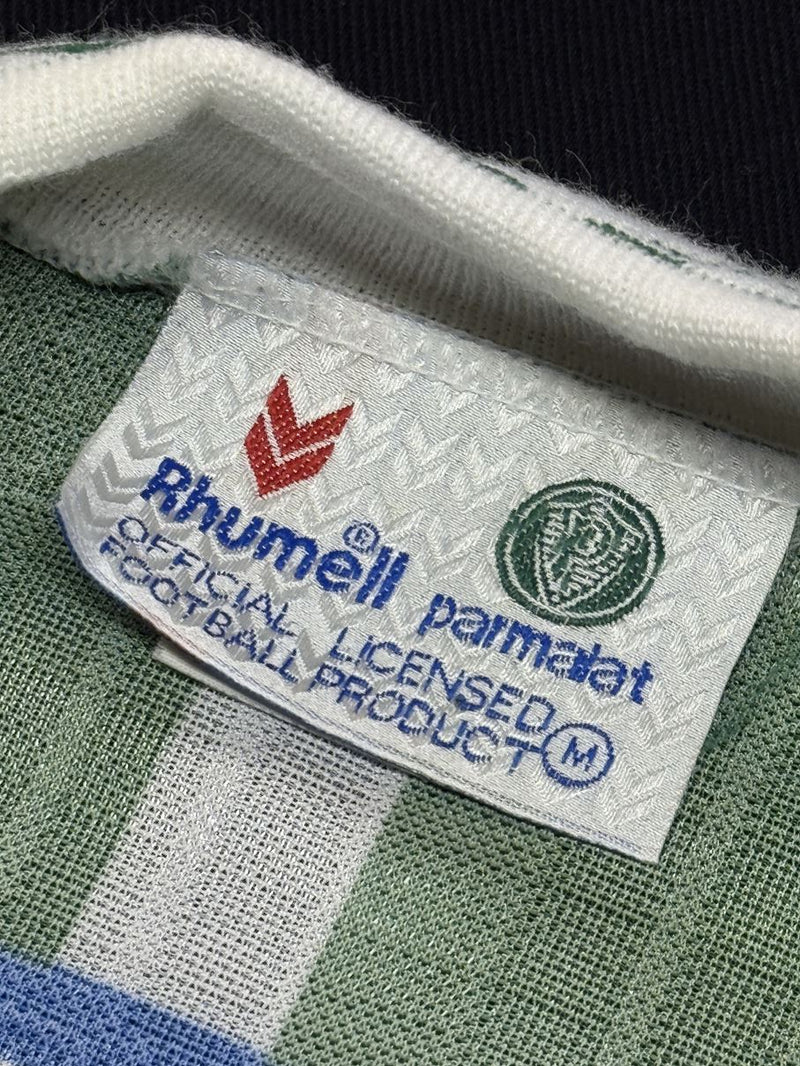 Rhumell®
parmalat
OFFICIAL LICENSED
FOOTBALL PRODUCT M